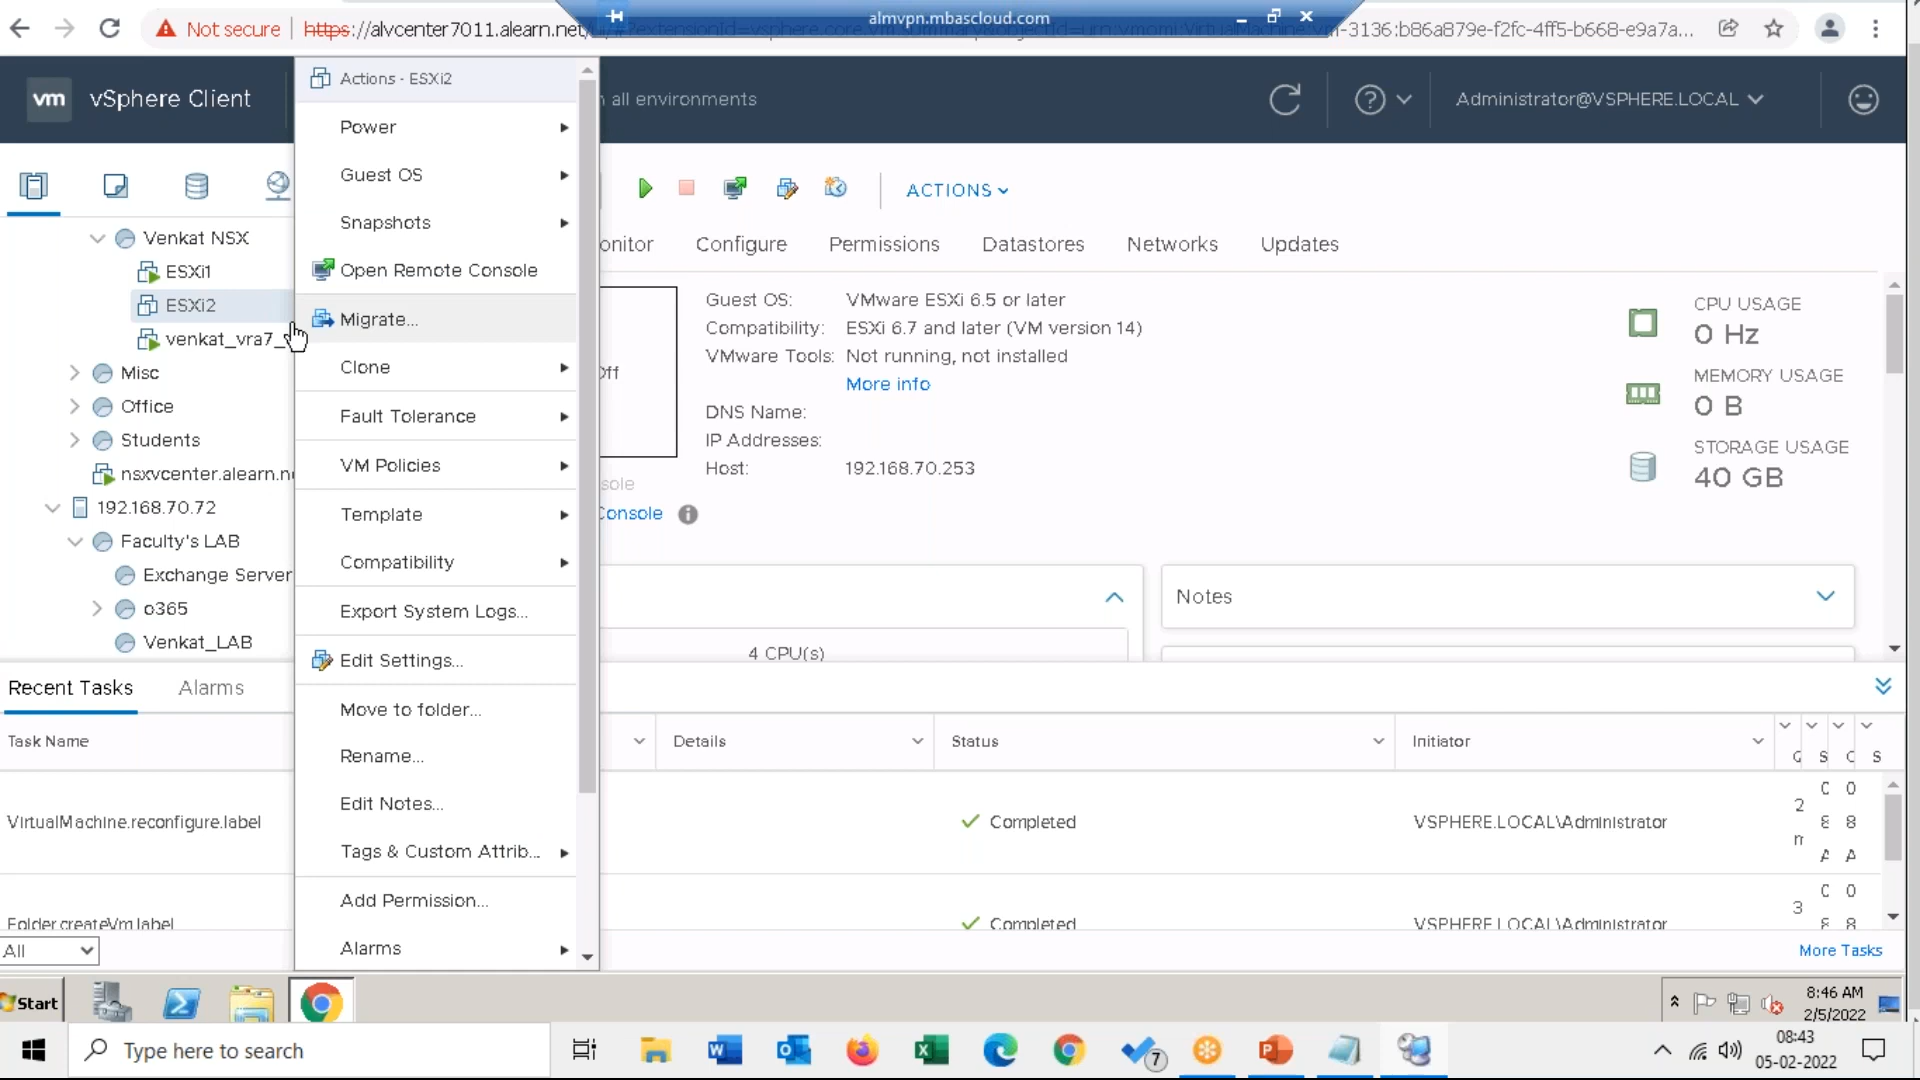 almvpn.mbascloud.com
Not secure
https://alvcenter7011.alearn.net/
vm-3136:b86a879e-f2fc-4ff5-b668-e9a7a...
vm
vSphere Client
all environments
Administrator@VSPHERE.LOCAL
Actions - ESXi2
Power
Guest OS
Snapshots
Open Remote Console
Migrate...
Clone
Fault Tolerance
VM Policies
Template
Compatibility
Export System Logs...
Edit Settings...
Move to folder...
Rename...
Edit Notes...
Tags & Custom Attrib...
Add Permission...
Alarms
ACTIONS
onitor
Configure
Permissions
Datastores
Networks
Updates
Venkat NSX
ESXi1
ESXi2
venkat_vra7_
Misc
Office
Students
nsxvcenter.alearn.n
192.168.70.72
Faculty's LAB
Exchange Server
o365
Venkat_LAB
Guest OS: VMware ESXi 6.5 or later
Compatibility: ESXi 6.7 and later (VM version 14)
VMware Tools: Not running, not installed
More info
DNS Name:
IP Addresses:
Host: 192.168.70.253
Off
sole
Console
CPU USAGE
0 Hz
MEMORY USAGE
0 B
STORAGE USAGE
40 GB
Notes
4 CPU(s)
Recent Tasks
Alarms
Task Name
Details
Status
Initiator
VirtualMachine.reconfigure.label
Completed
VSPHERE.LOCAL\Administrator
Folder.createVm.label
Completed
VSPHERE.LOCAL\Administrator
All
More Tasks
Start
8:46 AM
2/5/2022
Type here to search
7
08:43
05-02-2022